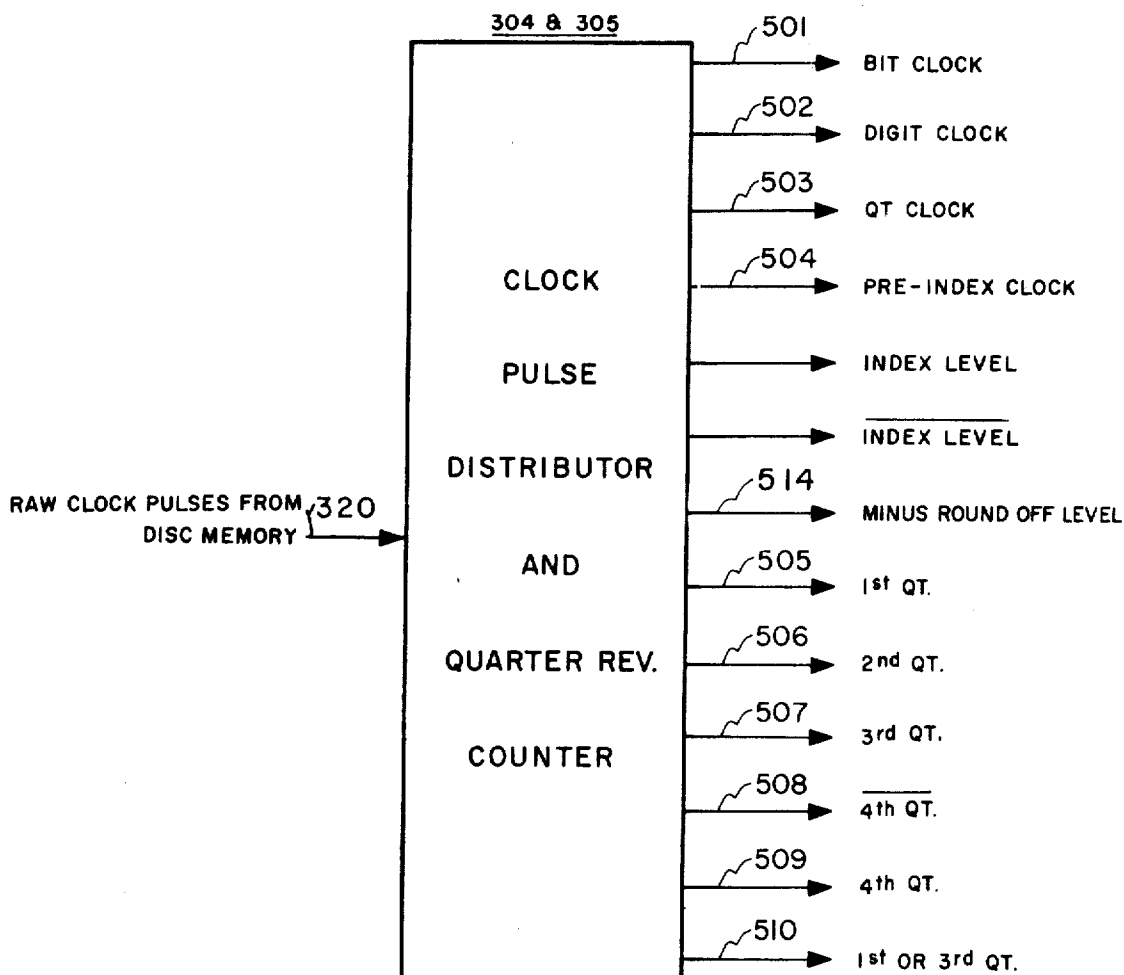 304 & 305
501
BIT CLOCK
502
DIGIT CLOCK
503
QT CLOCK
504
PRE-INDEX CLOCK
INDEX LEVEL
INDEX LEVEL
514
MINUS ROUND OFF LEVEL
505
1st QT.
506
2nd QT.
507
3rd QT.
508
4th QT.
509
4th QT.
510
1st OR 3rd QT.
CLOCK
PULSE
DISTRIBUTOR
AND
QUARTER REV.
COUNTER
RAW CLOCK PULSES FROM
DISC MEMORY
320